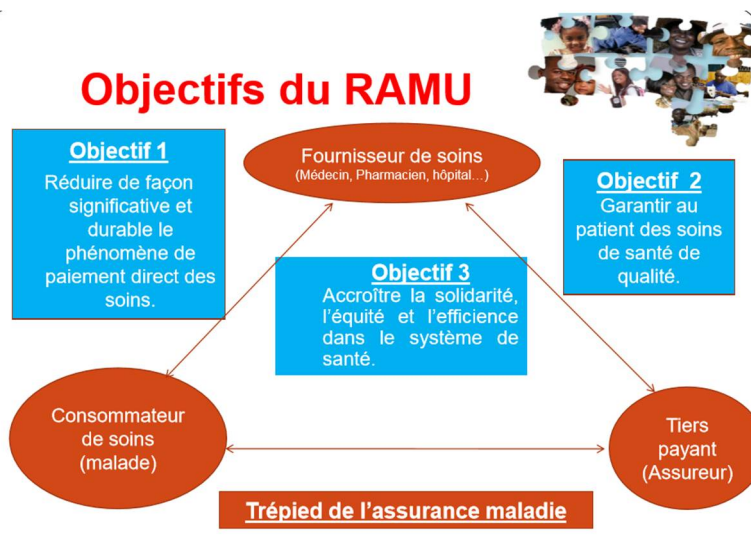 Objectifs du RAMU
Objectif 1
Réduire de façon
significative et
durable le
phénomène de
paiement direct des
soins.
Fournisseur de soins
(Médecin, Pharmacien, hôpital…)
Objectif  2
Garantir au
patient des soins
de santé de
qualité.
Objectif 3
Accroître la solidarité,
l’équité et l’efficience
dans le système de
santé.
Consommateur
de soins
(malade)
Tiers
payant
(Assureur)
Trépied de l’assurance maladie